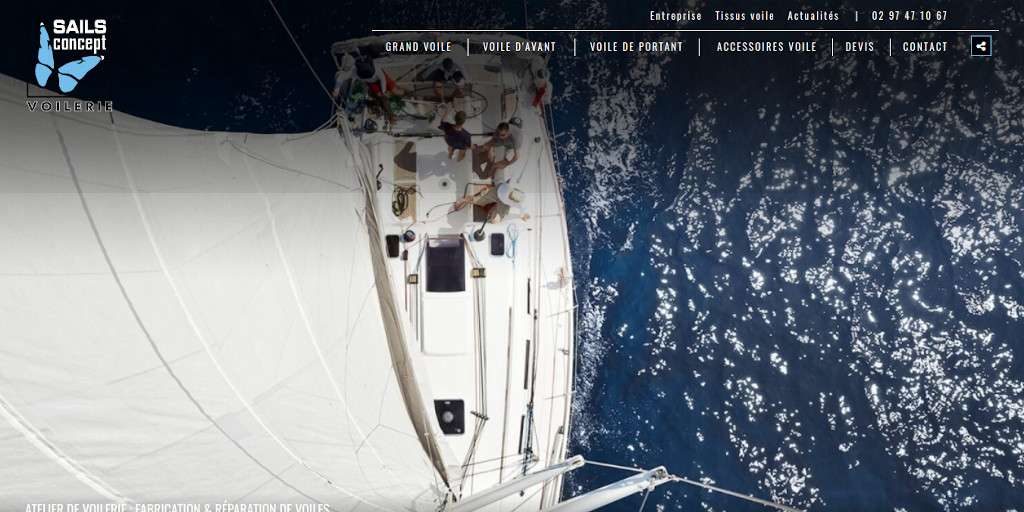 SAILS
concept
VOILERIE
Entreprise Tissus voile Actualités | 02 97 47 10 67
GRAND VOILE | VOILE D'AVANT | VOILE DE PORTANT | ACCESSOIRES VOILE | DEVIS | CONTACT
ATELIER DE VOILERIE : FABRICATION & RÉPARATION DE VOILES